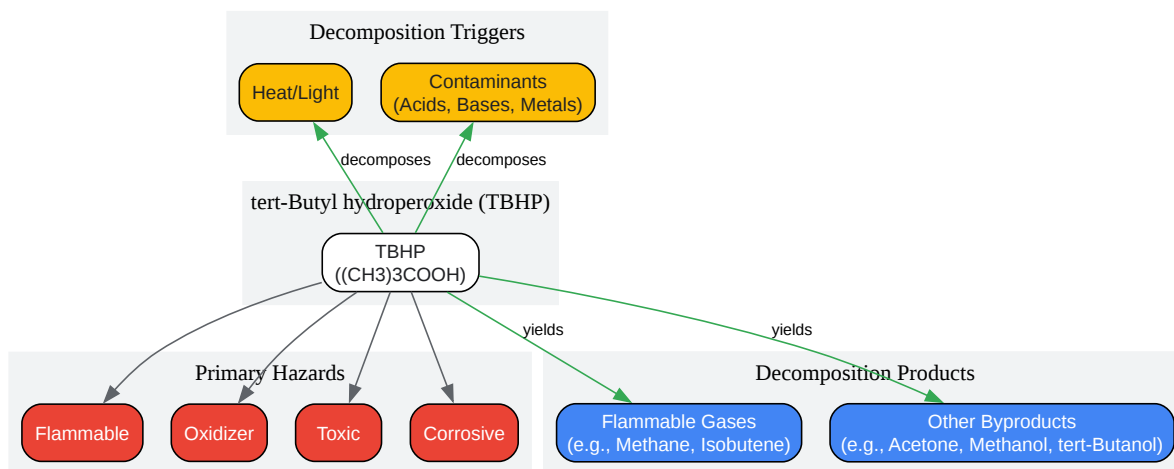 Decomposition Triggers
Heat/Light
Contaminants
(Acids, Bases, Metals)
decomposes
decomposes
tert-Butyl hydroperoxide (TBHP)
TBHP
((CH3)3COOH)
yields
yields
Primary Hazards
Decomposition Products
Flammable
Oxidizer
Toxic
Corrosive
Flammable Gases
(e.g., Methane, Isobutene)
Other Byproducts
(e.g., Acetone, Methanol, tert-Butanol)